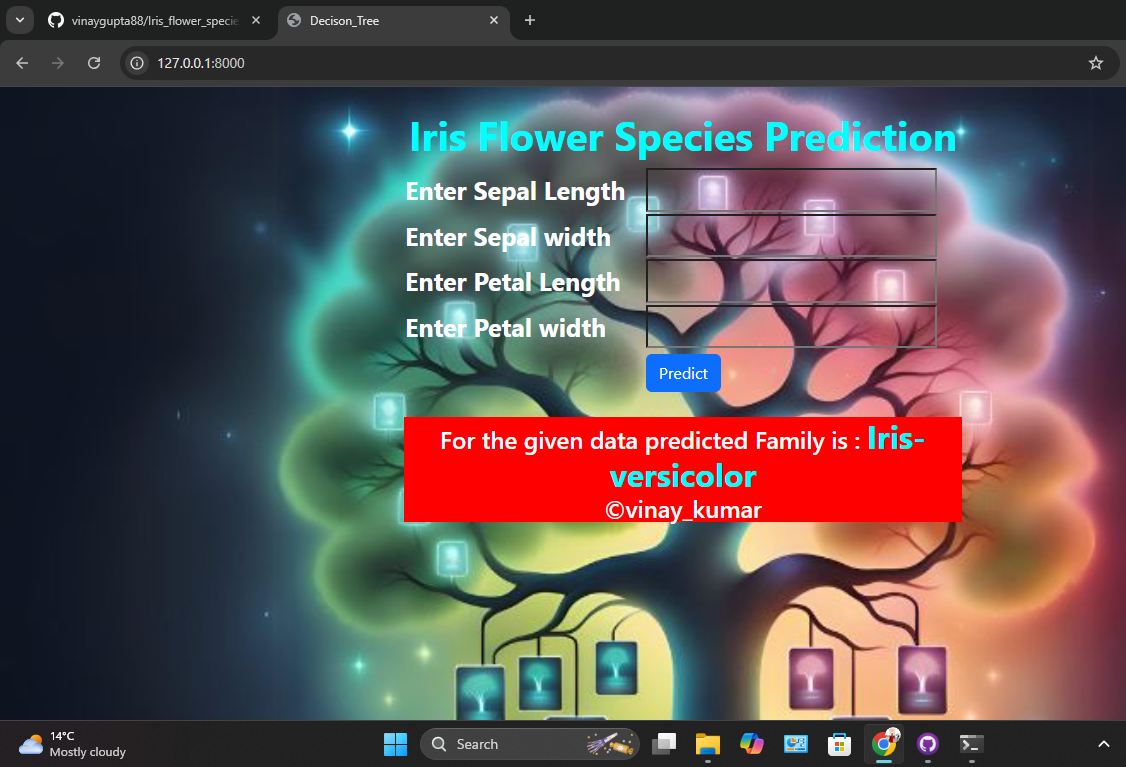 vinaygupta88/Iris_flower_specie
Decison_Tree
127.0.0.1:8000
Iris Flower Species Prediction
Enter Sepal Length
Enter Sepal width
Enter Petal Length
Enter Petal width
Predict
For the given data predicted Family is : Iris-
versicolor
©vinay_kumar
14°C
Mostly cloudy
Search